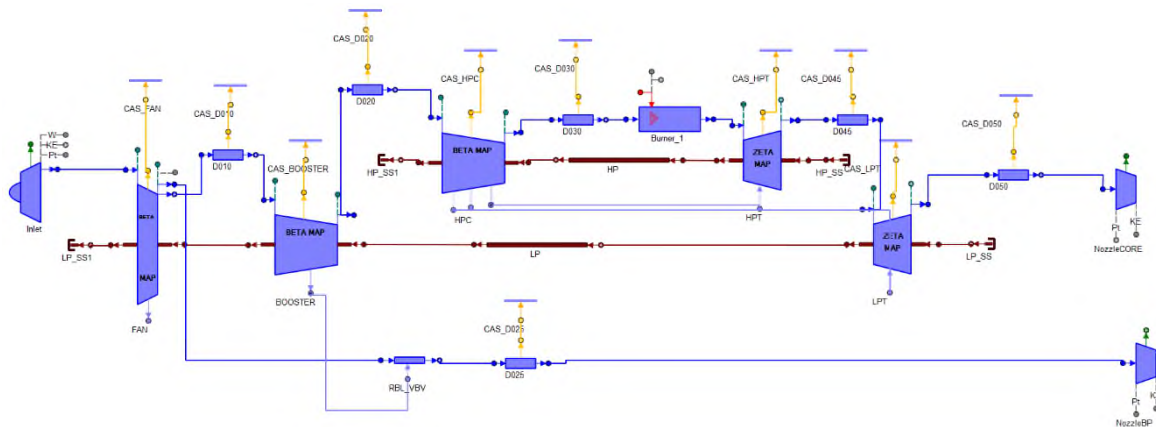 CAS_D020
CAS_HPC
CAS_D030
CAS_HPT
CAS_D045
CAS_FAN
CAS_D010
D020
D030
Burner_1
D045
CAS_D050
W
KE
Pt
D010
CAS_BOOSTER
BETA MAP
ZETA
MAP
HP_SS1
HP
HP_SS
CAS_LPT
D050
Inlet
BETA
MAP
BETA MAP
HPC
HPT
ZETA
MAP
Pt
KE
NozzleCORE
LP_SS1
LP
LP_SS
BOOSTER
LPT
FAN
CAS_D025
RBL_VBV
D025
Pt
NozzleBP